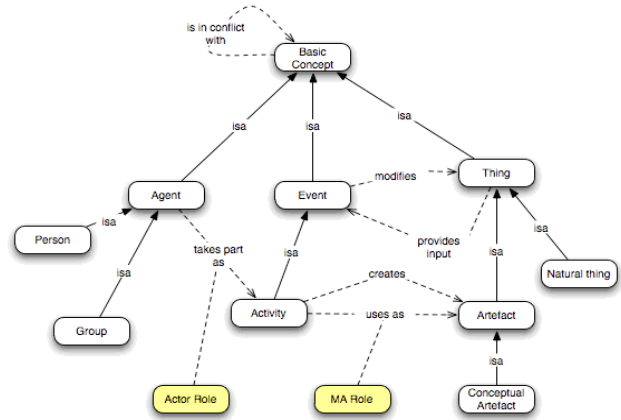 is in conflict
with
Basic
Concept
isa
isa
isa
modifies
Thing
Agent
Event
isa
Person
takes part
as
isa
provides
input
isa
isa
isa
Natural thing
creates
Group
Activity
uses as
Artefact
isa
Actor Role
MA Role
Conceptual
Artefact